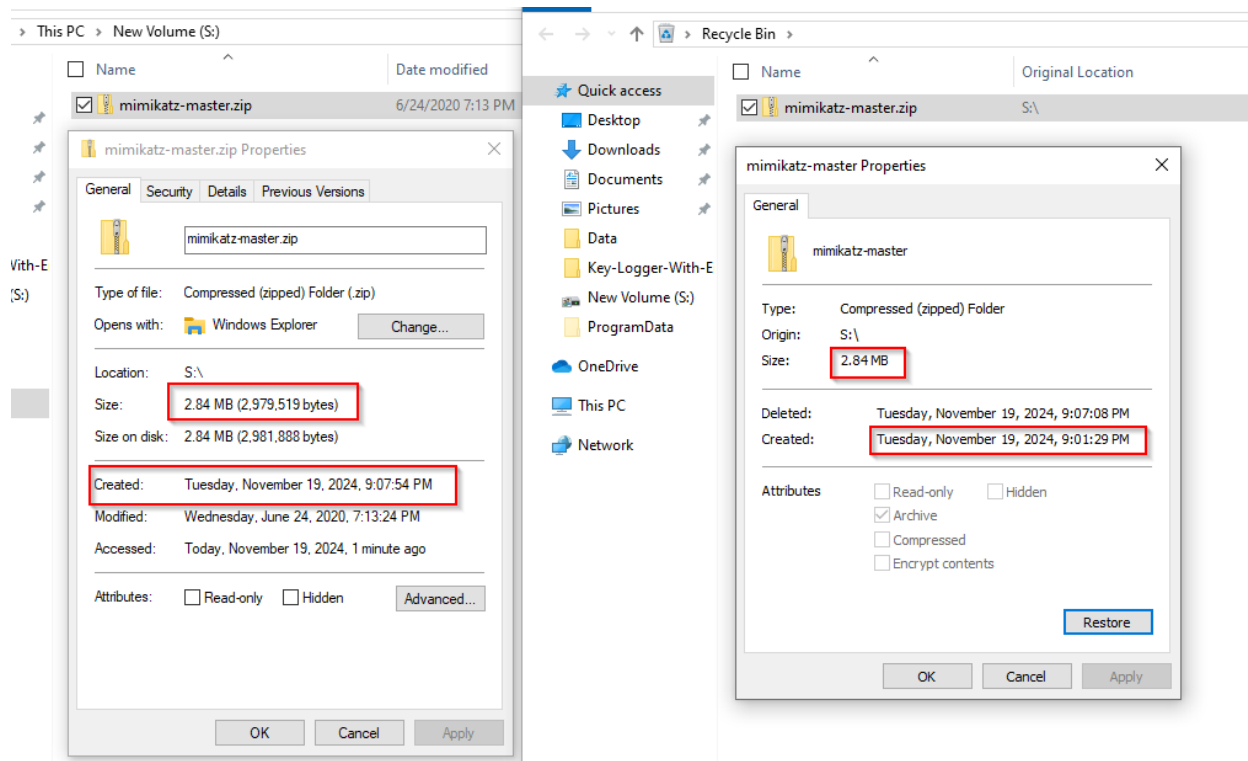 This PC > New Volume (S:)
Name Date modified
mimikatz-master.zip 6/24/2020 7:13 PM
mimikatz-master.zip Properties
General Security Details Previous Versions
mimikatz-master.zip
Type of file: Compressed (zipped) Folder (.zip)
Opens with: Windows Explorer Change...
Location: S:\
Size: 2.84 MB (2,979,519 bytes)
Size on disk: 2.84 MB (2,981,888 bytes)
Created: Tuesday, November 19, 2024, 9:07:54 PM
Modified: Wednesday, June 24, 2020, 7:13:24 PM
Accessed: Today, November 19, 2024, 1 minute ago
Attributes: Read-only Hidden Advanced...
OK Cancel Apply
With-E
(S:)
Recycle Bin >
Quick access
Desktop
Downloads
Documents
Pictures
Data
Key-Logger-With-E
New Volume (S:)
ProgramData
OneDrive
This PC
Network
Name Original Location
mimikatz-master.zip S:\
mimikatz-master Properties
General
mimikatz-master
Type: Compressed (zipped) Folder
Origin: S:\
Size: 2.84 MB
Deleted: Tuesday, November 19, 2024, 9:07:08 PM
Created: Tuesday, November 19, 2024, 9:01:29 PM
Attributes Read-only Hidden
Archive
Compressed
Encrypt contents
Restore
OK Cancel Apply